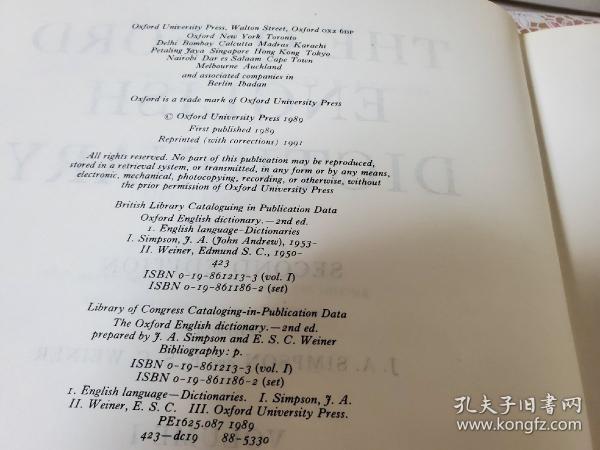 Oxford University Press, Walton Street, Oxford OX2 6DP
Oxford New York Toronto
Delhi Bombay Calcutta Madras Karachi
Petaling Jaya Singapore Hong Kong Tokyo
Nairobi Dar es Salaam Cape Town
Melbourne Auckland
and associated companies in
Berlin Ibadan
Oxford is a trade mark of Oxford University Press
© Oxford University Press 1989
First published 1989
Reprinted (with corrections) 1991
All rights reserved. No part of this publication may be reproduced,
stored in a retrieval system, or transmitted, in any form or by any means,
electronic, mechanical, photocopying, recording, or otherwise, without
the prior permission of Oxford University Press
British Library Cataloguing in Publication Data
Oxford English dictionary.—2nd ed.
1. English language-Dictionaries
I. Simpson, J. A. (John Andrew), 1953-
II. Weiner, Edmund S. C., 1950-
423
ISBN 0-19-861213-3 (vol. I)
ISBN 0-19-861186-2 (set)
Library of Congress Cataloging-in-Publication Data
The Oxford English dictionary.—2nd ed.
prepared by J. A. Simpson and E. S. C. Weiner
Bibliography: p.
ISBN 0-19-861213-3 (vol. I)
ISBN 0-19-861186-2 (set)
1. English language—Dictionaries. I. Simpson, J. A.
II. Weiner, E. S. C. III. Oxford University Press.
PE1625.O87 1989
423—dc19 88-5330
孔夫子旧书网
www.kongfz.com